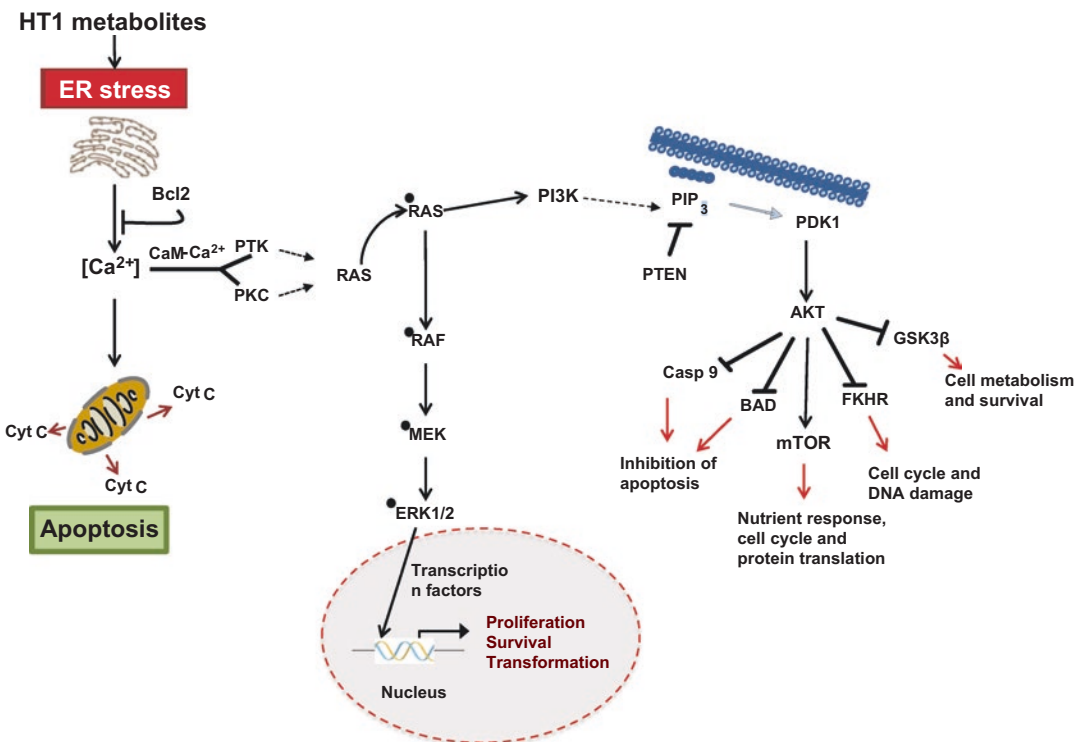 HT1 metabolites
ER stress
Bcl2
[Ca²⁺]
CaM-Ca²⁺
PTK
PKC
Cyt C
Cyt C
Cyt C
Apoptosis
RAS
RAS
RAF
MEK
ERK1/2
Transcriptio
n factors
Proliferation
Survival
Transformation
Nucleus
PI3K
PIP₃
PTEN
PDK1
AKT
Casp 9
BAD
mTOR
FKHR
GSK3β
Inhibition of
apoptosis
Nutrient response,
cell cycle and
protein translation
Cell cycle and
DNA damage
Cell metabolism
and survival